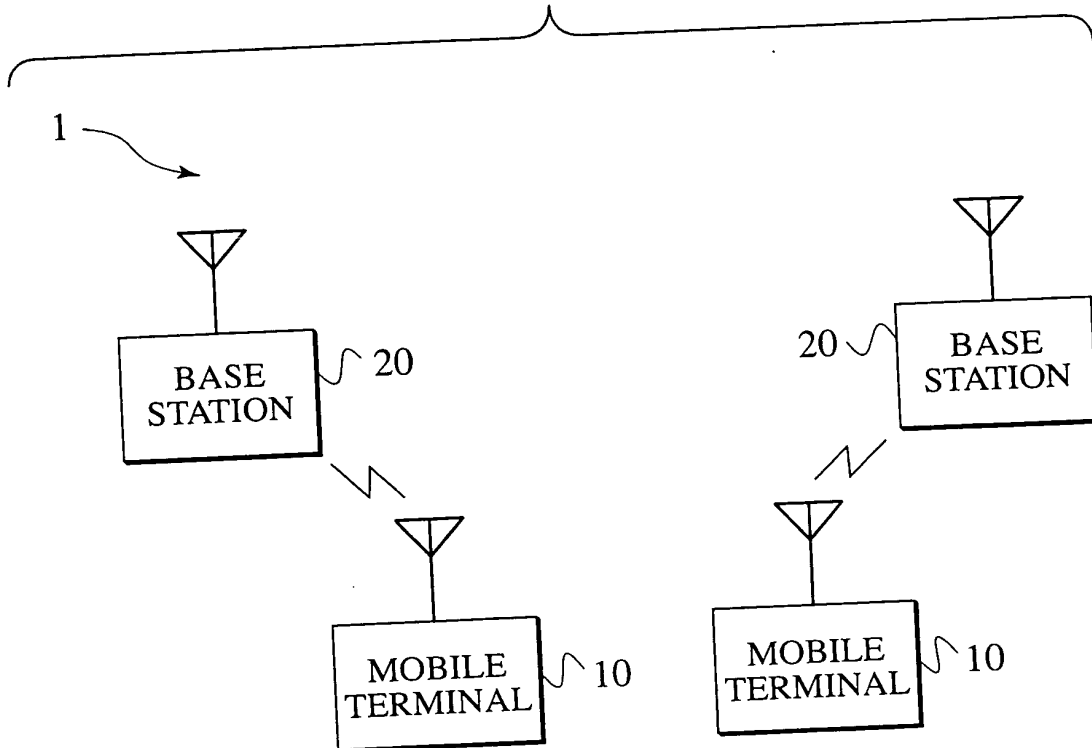 1
BASE
STATION
20
20
BASE
STATION
MOBILE
TERMINAL
10
MOBILE
TERMINAL
10